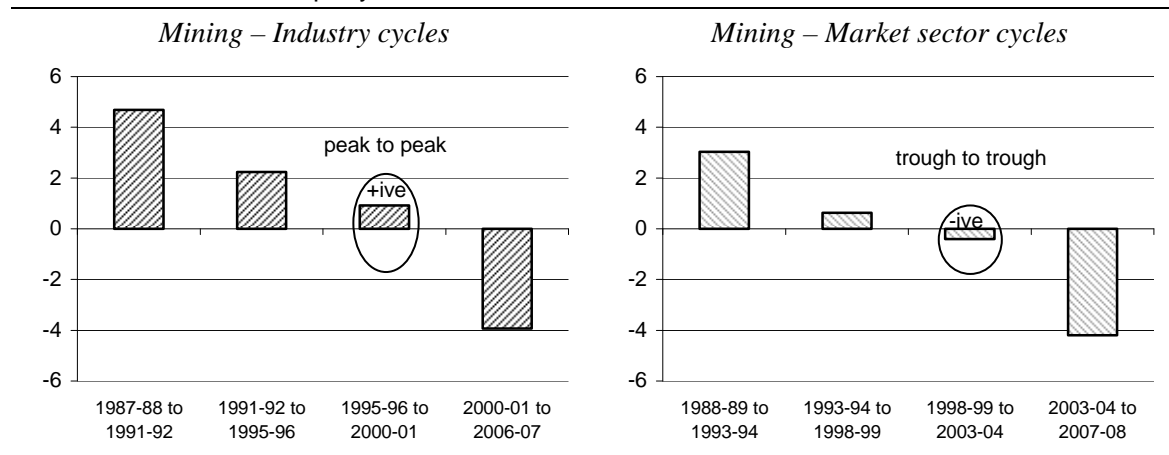 Mining – Industry cycles
6
4
2
0
-2
-4
-6
peak to peak
+ive
1987-88 to 1991-92 to 1995-96 to 2000-01 to
1991-92 1995-96 2000-01 2006-07
Mining – Market sector cycles
6
4
2
0
-2
-4
-6
trough to trough
-ive
1988-89 to 1993-94 to 1998-99 to 2003-04 to
1993-94 1998-99 2003-04 2007-08